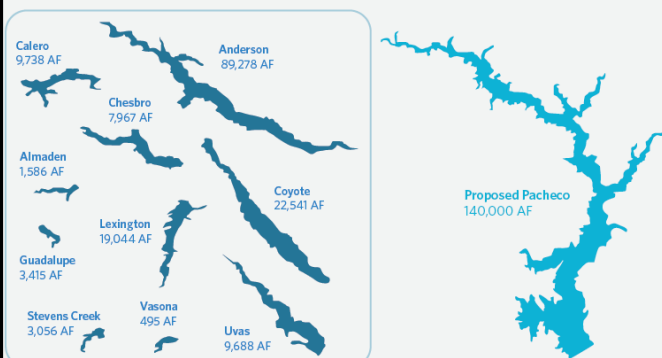 Calero
9,738 AF
Anderson
89,278 AF
Chesbro
7,967 AF
Almaden
1,586 AF
Coyote
22,541 AF
Lexington
19,044 AF
Guadalupe
3,415 AF
Stevens Creek
3,056 AF
Vasona
495 AF
Uvas
9,688 AF
Proposed Pacheco
140,000 AF